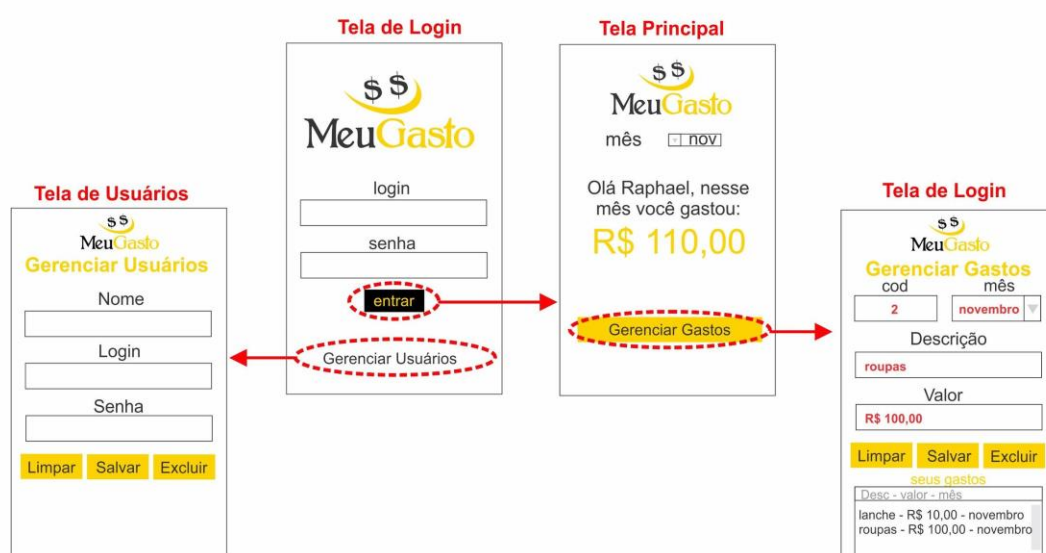 Tela de Usuários
$ $
MeuGasto
Gerenciar Usuários
Nome
Login
Senha
Limpar
Salvar
Excluir
Tela de Login
$ $
MeuGasto
login
senha
entrar
Gerenciar Usuários
Tela Principal
$ $
MeuGasto
mês nov
Olá Raphael, nesse
mês você gastou:
R$ 110,00
Gerenciar Gastos
Tela de Login
$ $
MeuGasto
Gerenciar Gastos
cod mês
2 novembro
Descrição
roupas
Valor
R$ 100,00
Limpar
Salvar
Excluir
seus gastos
Desc - valor - mês
lanche - R$ 10,00 - novembro
roupas - R$ 100,00 - novembro